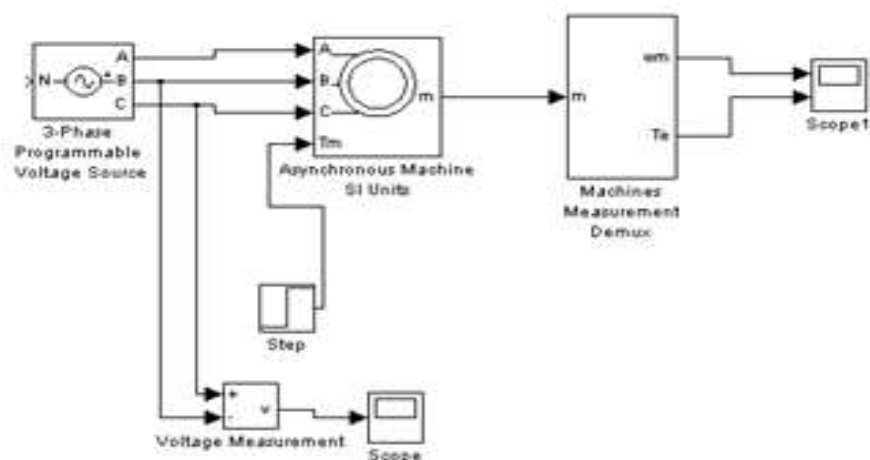 N
A
B
C
3-Phase
Programmable
Voltage Source
A
B
C
Tm
m
Asynchronous Machine
SI Units
m
wm
Te
Machines
Measurement
Demux
Scope1
Step
+
-
v
Voltage Measurement
Scope